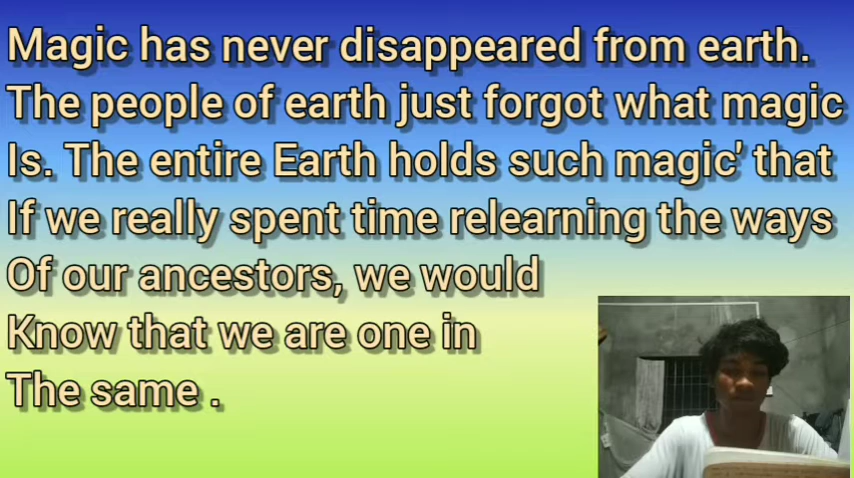 Magic has never disappeared from earth.
The people of earth just forgot what magic
Is. The entire Earth holds such magic' that
If we really spent time relearning the ways
Of our ancestors, we would
Know that we are one in
The same .